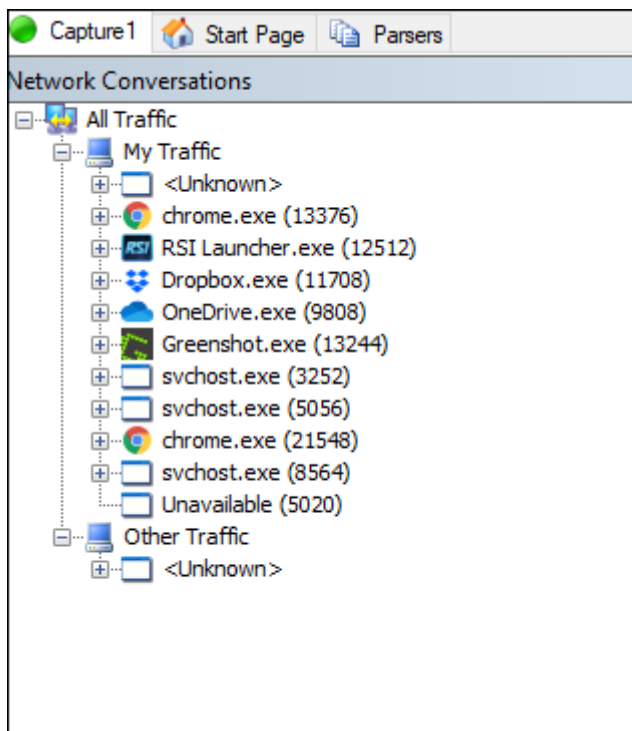 Capture1 Start Page Parsers
Network Conversations
All Traffic
My Traffic
<Unknown>
chrome.exe (13376)
RSI RSI Launcher.exe (12512)
Dropbox.exe (11708)
OneDrive.exe (9808)
Greenshot.exe (13244)
svchost.exe (3252)
svchost.exe (5056)
chrome.exe (21548)
svchost.exe (8564)
Unavailable (5020)
Other Traffic
<Unknown>